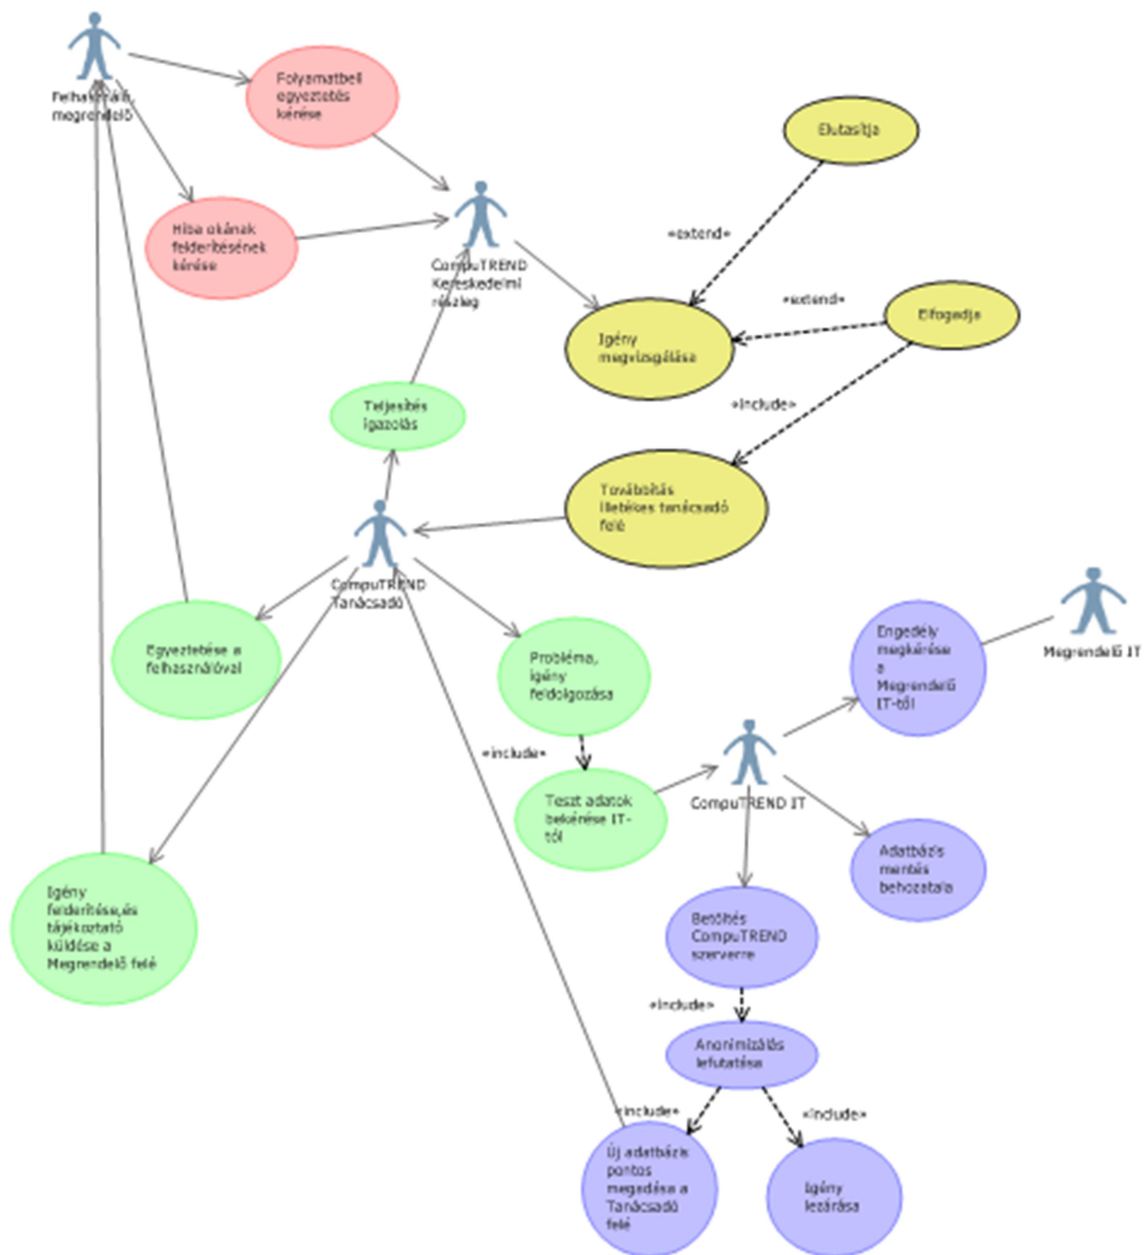 Felhasználó,
megrendelő
Folyamatbeli
egyeztetés
kérése
Hiba okának
felderítésének
kérése
CompuTREND
Kereskedelmi
részleg
Elutasítja
«extend»
«extend»
Elfogadja
Igény
megvizsgálása
«include»
Teljesítés
igazolás
Továbbítás
illetékes tanácsadó
felé
CompuTREND
Tanácsadó
Egyeztetése a
felhasználóval
Probléma,
igény
feldolgozása
Engedély
megkérése
a
Megrendelő
IT-től
Megrendelő IT
«include»
Teszt adatok
bekérése IT-
től
CompuTREND IT
Adatbázis
mentés
behozatala
Igény
felderítése,és
tájékoztató
küldése a
Megrendelő felé
Betöltés
CompuTREND
szerverre
«include»
Anonimizálás
lefutatása
«include»
«include»
Új adatbázis
pontos
megadása a
Tanácsadó
felé
Igény
lezárása